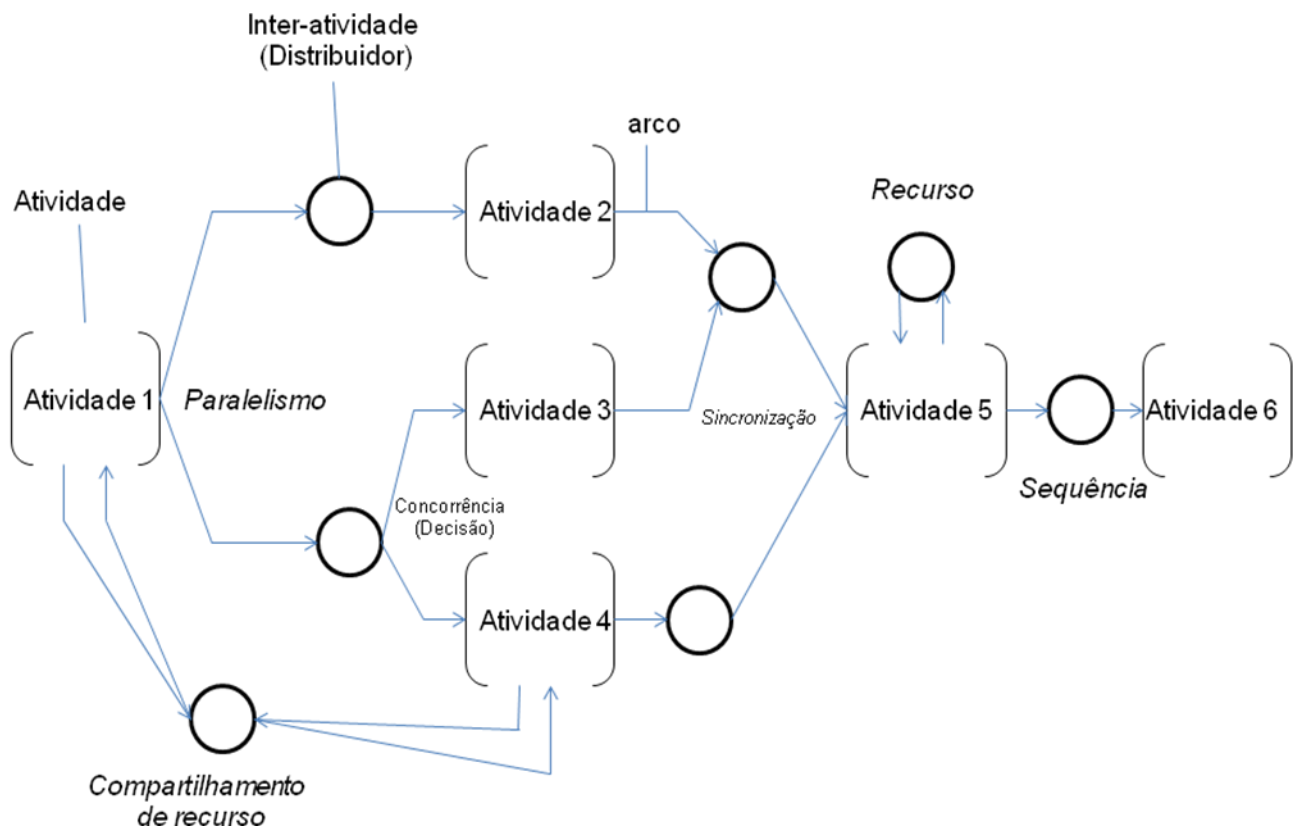 Inter-atividade
(Distribuidor)
arco
Recurso
Atividade
Atividade 2
Atividade 1
Paralelismo
Atividade 3
Sincronização
Atividade 5
Atividade 6
Sequência
Concorrência
(Decisão)
Atividade 4
Compartilhamento
de recurso